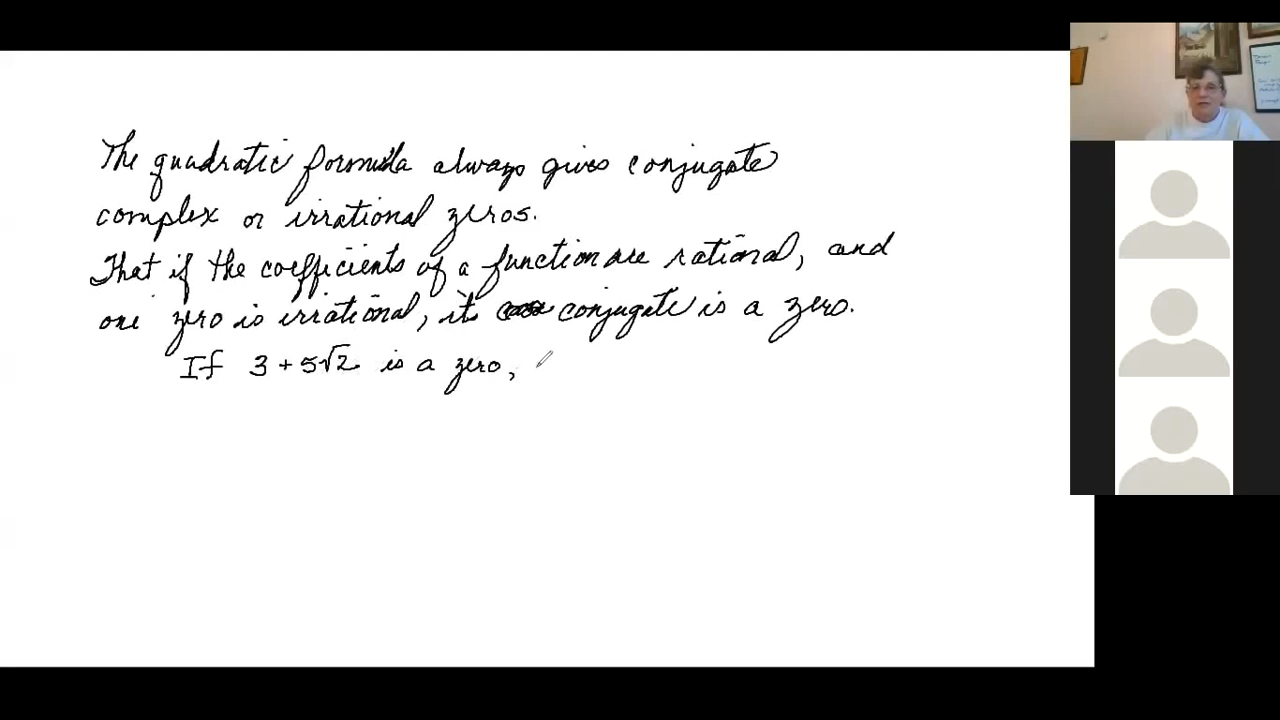 The quadratic formula always gives conjugate
complex or irrational zeros.
That if the coefficients of a function are rational, and
one zero is irrational, its conjugate is a zero.
If 3 + 5√2 is a zero,